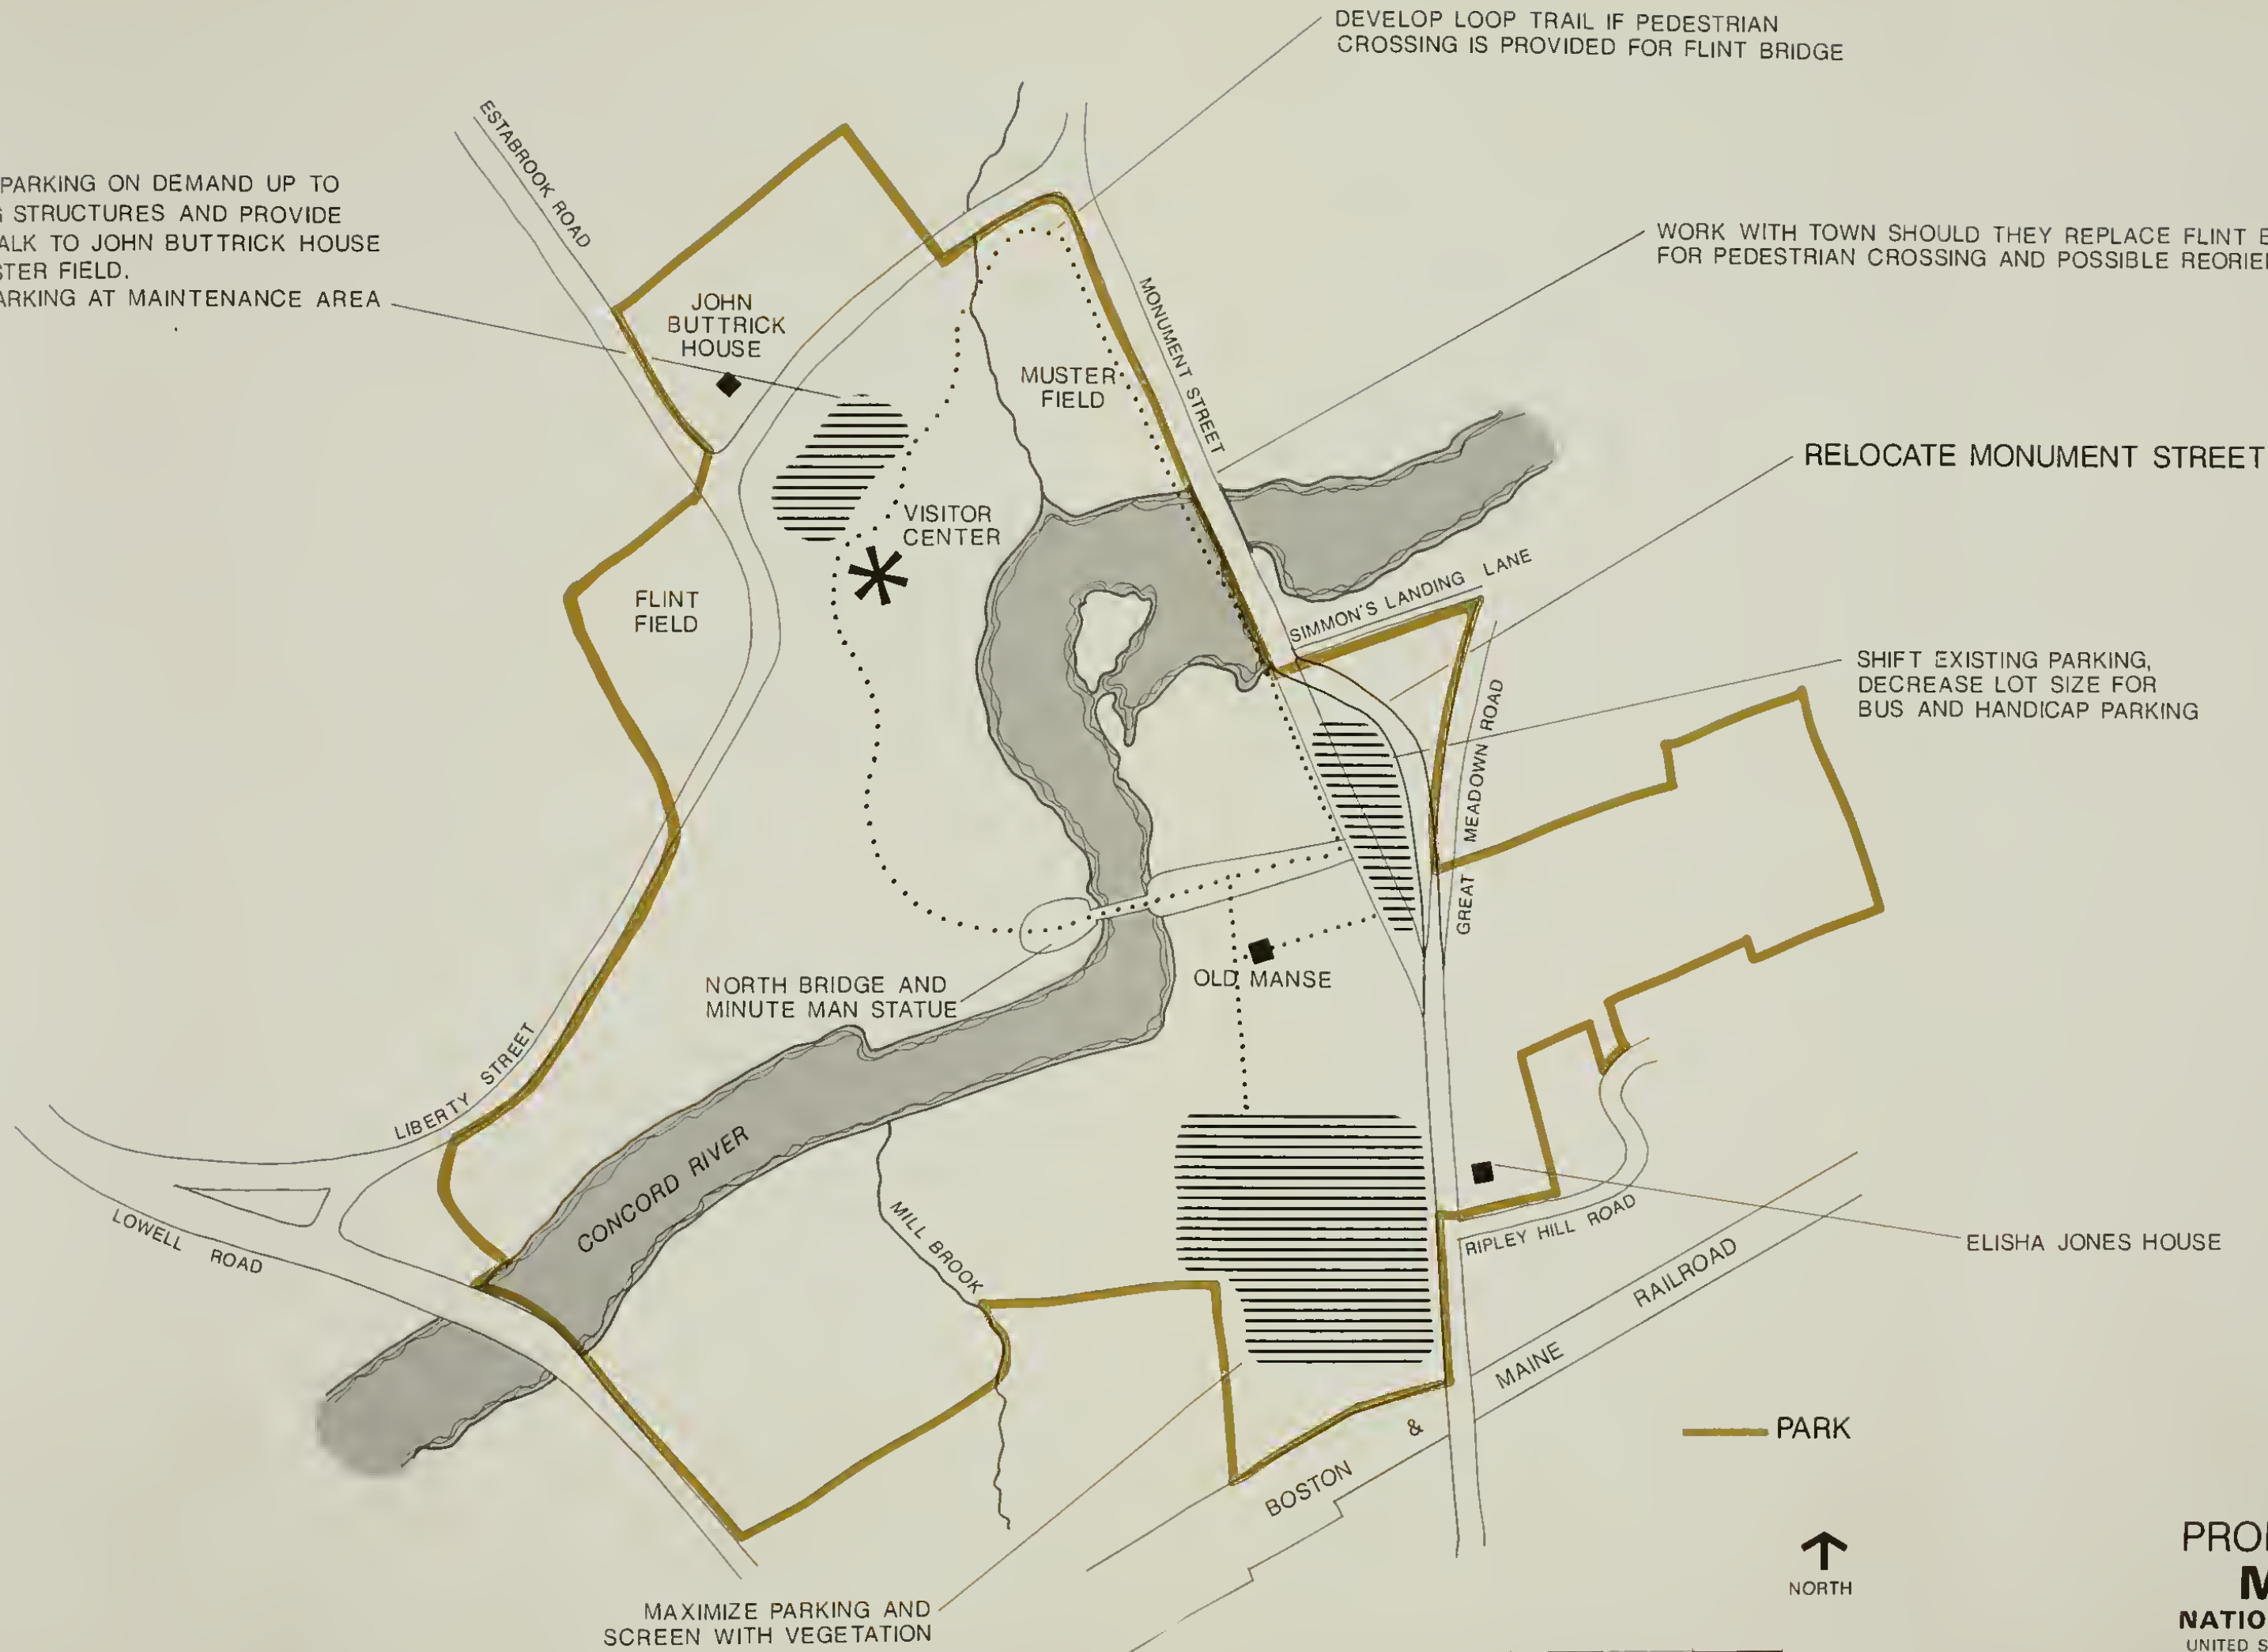 DEVELOP LOOP TRAIL IF PEDESTRIAN
CROSSING IS PROVIDED FOR FLINT BRIDGE
ESTABROOK ROAD
PARKING ON DEMAND UP TO
STRUCTURES AND PROVIDE
TO JOHN BUTTRICK HOUSE
FIELD.
AT MAINTENANCE AREA
WORK WITH TOWN SHOULD THEY REPLACE FLINT
FOR PEDESTRIAN CROSSING AND POSSIBLE
JOHN
BUTTRICK
HOUSE
MONUMENT STREET
MUSTER
FIELD
RELOCATE MONUMENT STREET
VISITOR
CENTER
FLINT
FIELD
SIMMON'S LANDING LANE
SHIFT EXISTING PARKING,
DECREASE LOT SIZE FOR
BUS AND HANDICAP PARKING
GREAT MEADOWN ROAD
NORTH BRIDGE AND
MINUTE MAN STATUE
OLD MANSE
LIBERTY STREET
CONCORD RIVER
MILL BROOK
LOWELL ROAD
RIPLEY HILL ROAD
ELISHA JONES HOUSE
BOSTON & MAINE RAILROAD
PARK
NORTH
MAXIMIZE PARKING AND
SCREEN WITH VEGETATION
UNITED